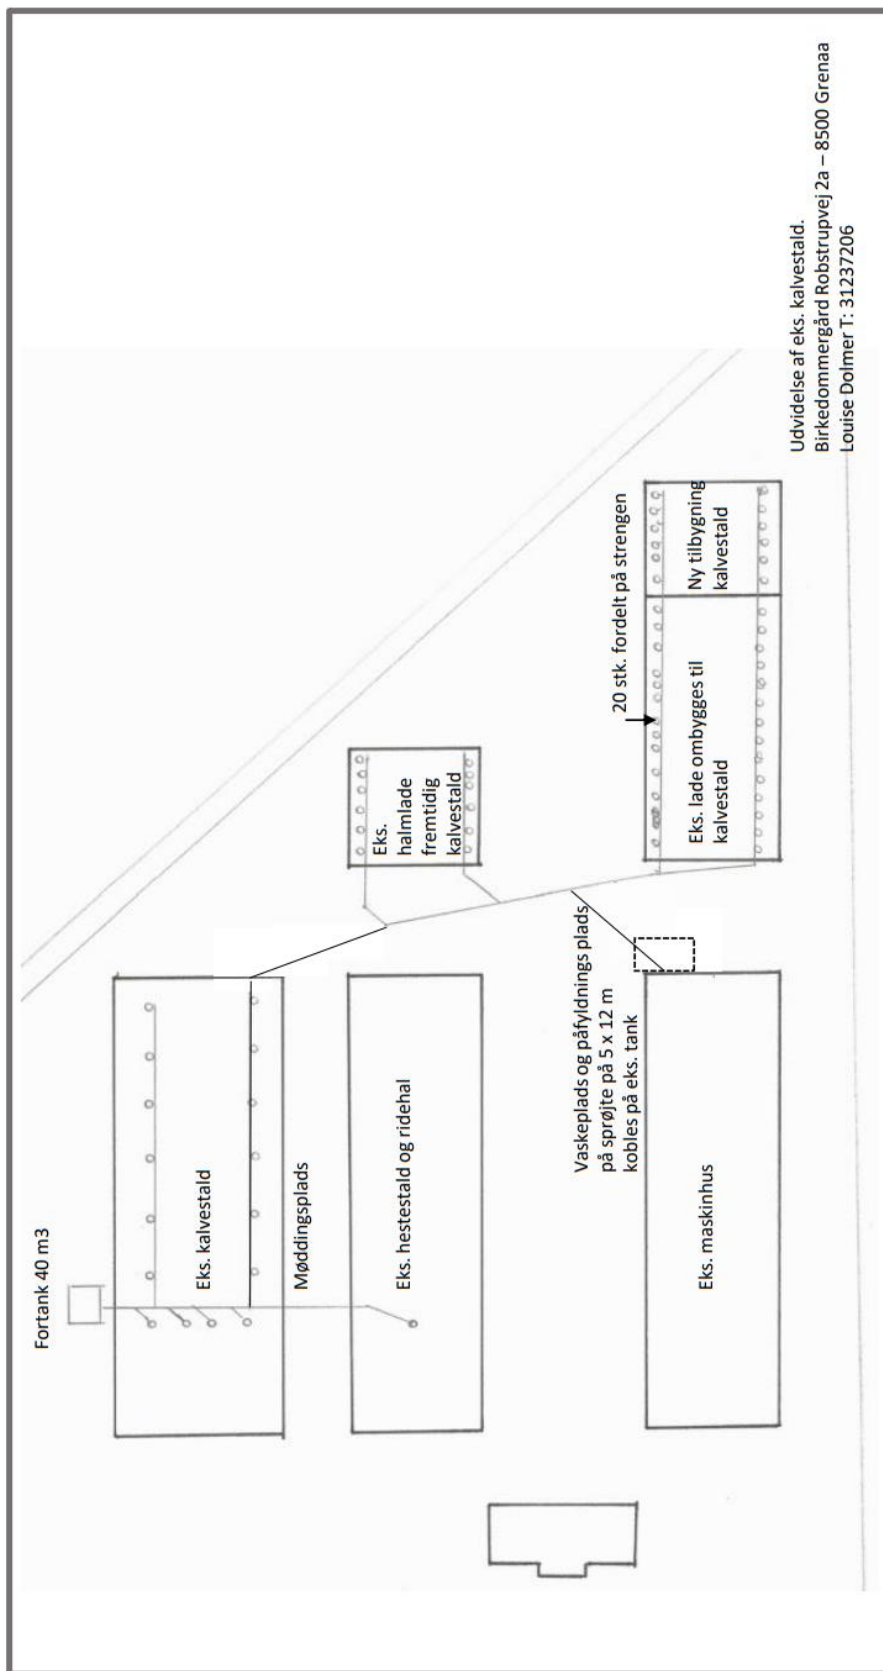 Fortank 40 m3
Eks. kalvestald
Møddingsplads
Eks. hestestald og ridehal
Eks.
halmlade
fremtidig
kalvestald
Vaskeplads og påfyldnings plads
på sprøjte på 5 x 12 m
kobles på eks. tank
Eks. maskinhus
20 stk. fordelt på strengen
Eks. lade ombygges til
kalvestald
Ny tilbygning
kalvestald
Udvidelse af eks. kalvestald.
Birkedommergård Robstrupvej 2a – 8500 Grenaa
Louise Dolmer T: 31237206